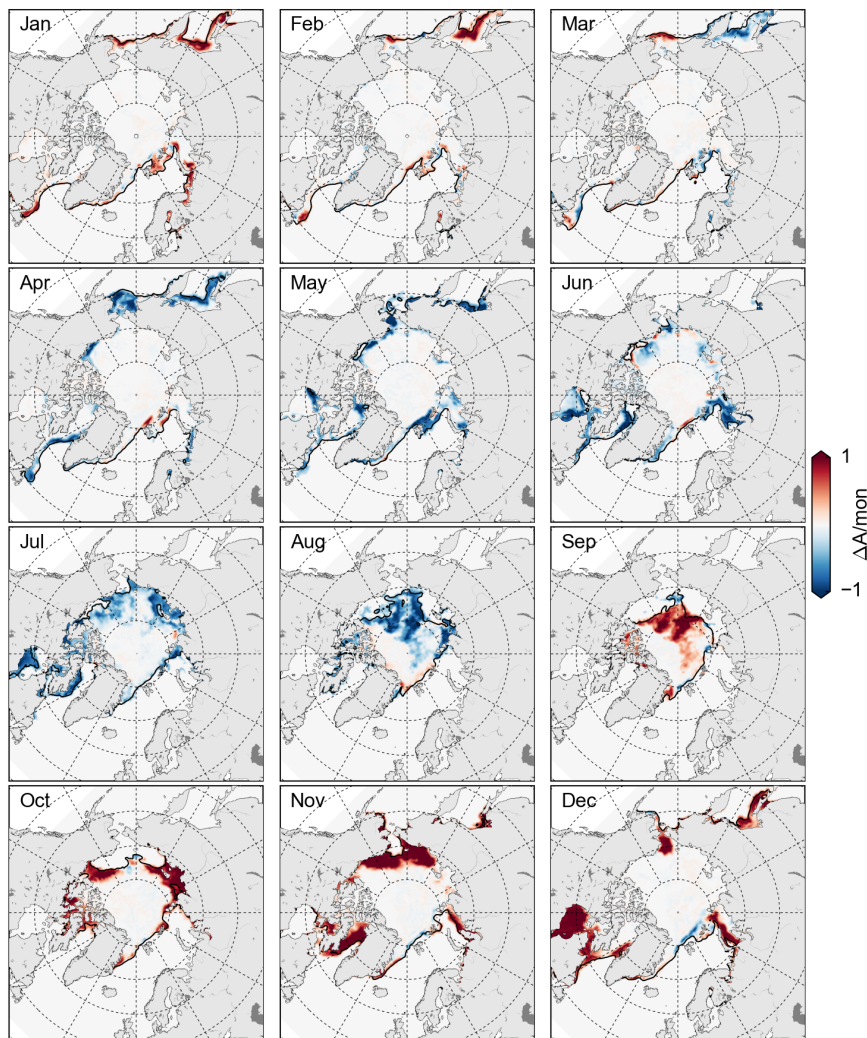 Jan
Feb
Mar
Apr
May
Jun
Jul
Aug
Sep
Oct
Nov
Dec
1
ΔA/mon
−1